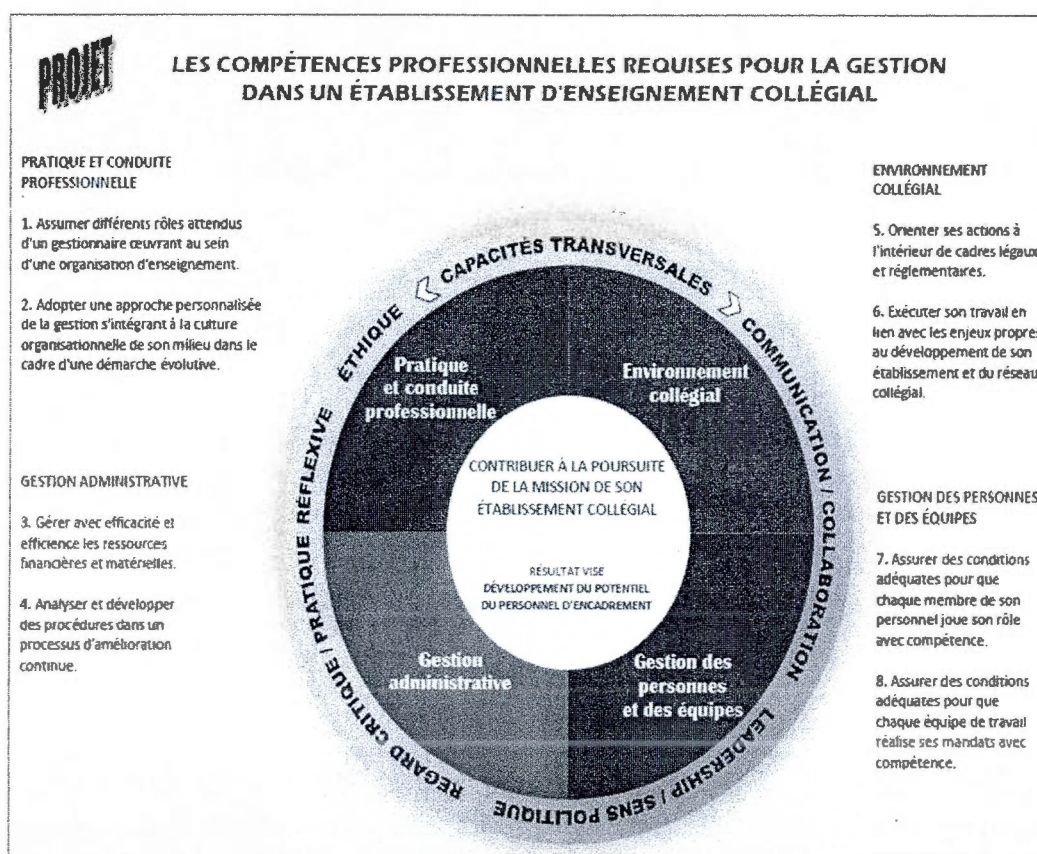 PROJET
LES COMPÉTENCES PROFESSIONNELLES REQUISES POUR LA GESTION
DANS UN ÉTABLISSEMENT D'ENSEIGNEMENT COLLÉGIAL
PRATIQUE ET CONDUITE
PROFESSIONNELLE
1. Assumer différents rôles attendus
d'un gestionnaire œuvrant au sein
d'une organisation d'enseignement.
2. Adopter une approche personnalisée
de la gestion s'intégrant à la culture
organisationnelle de son milieu dans le
cadre d'une démarche évolutive.
GESTION ADMINISTRATIVE
3. Gérer avec efficacité et
efficience les ressources
financières et matérielles.
4. Analyser et développer
des procédures dans un
processus d'amélioration
continue.
CAPACITÉS TRANSVERSALES
COMMUNICATION / COLLABORATION
LEADERSHIP / SENS POLITIQUE
REGARD CRITIQUE / PRATIQUE RÉFLEXIVE
ÉTHIQUE
Pratique
et conduite
professionnelle
Environnement
collégial
CONTRIBUER À LA POURSUITE
DE LA MISSION DE SON
ÉTABLISSEMENT COLLÉGIAL
RÉSULTAT VISÉ
DÉVELOPPEMENT DU POTENTIEL
DU PERSONNEL D'ENCADREMENT
Gestion
administrative
Gestion des
personnes
et des équipes
ENVIRONNEMENT
COLLÉGIAL
5. Orienter ses actions à
l'intérieur de cadres légaux
et réglementaires.
6. Exécuter son travail en
lien avec les enjeux propres
au développement de son
établissement et du réseau
collégial.
GESTION DES PERSONNES
ET DES ÉQUIPES
7. Assurer des conditions
adéquates pour que
chaque membre de son
personnel joue son rôle
avec compétence.
8. Assurer des conditions
adéquates pour que
chaque équipe de travail
réalise ses mandats avec
compétence.